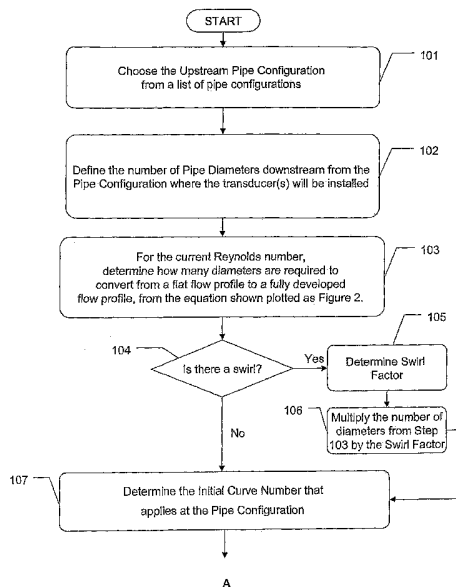 START
101
Choose the Upstream Pipe Configuration
from a list of pipe configurations
102
Define the number of Pipe Diameters downstream from the
Pipe Configuration where the transducer(s) will be installed
103
For the current Reynolds number,
determine how many diameters are required to
convert from a flat flow profile to a fully developed
flow profile, from the equation shown plotted as Figure 2.
104
Is there a swirl?
Yes
105
Determine Swirl
Factor
106
Multiply the number of
diameters from Step
103 by the Swirl Factor
No
107
Determine the Initial Curve Number that
applies at the Pipe Configuration
A